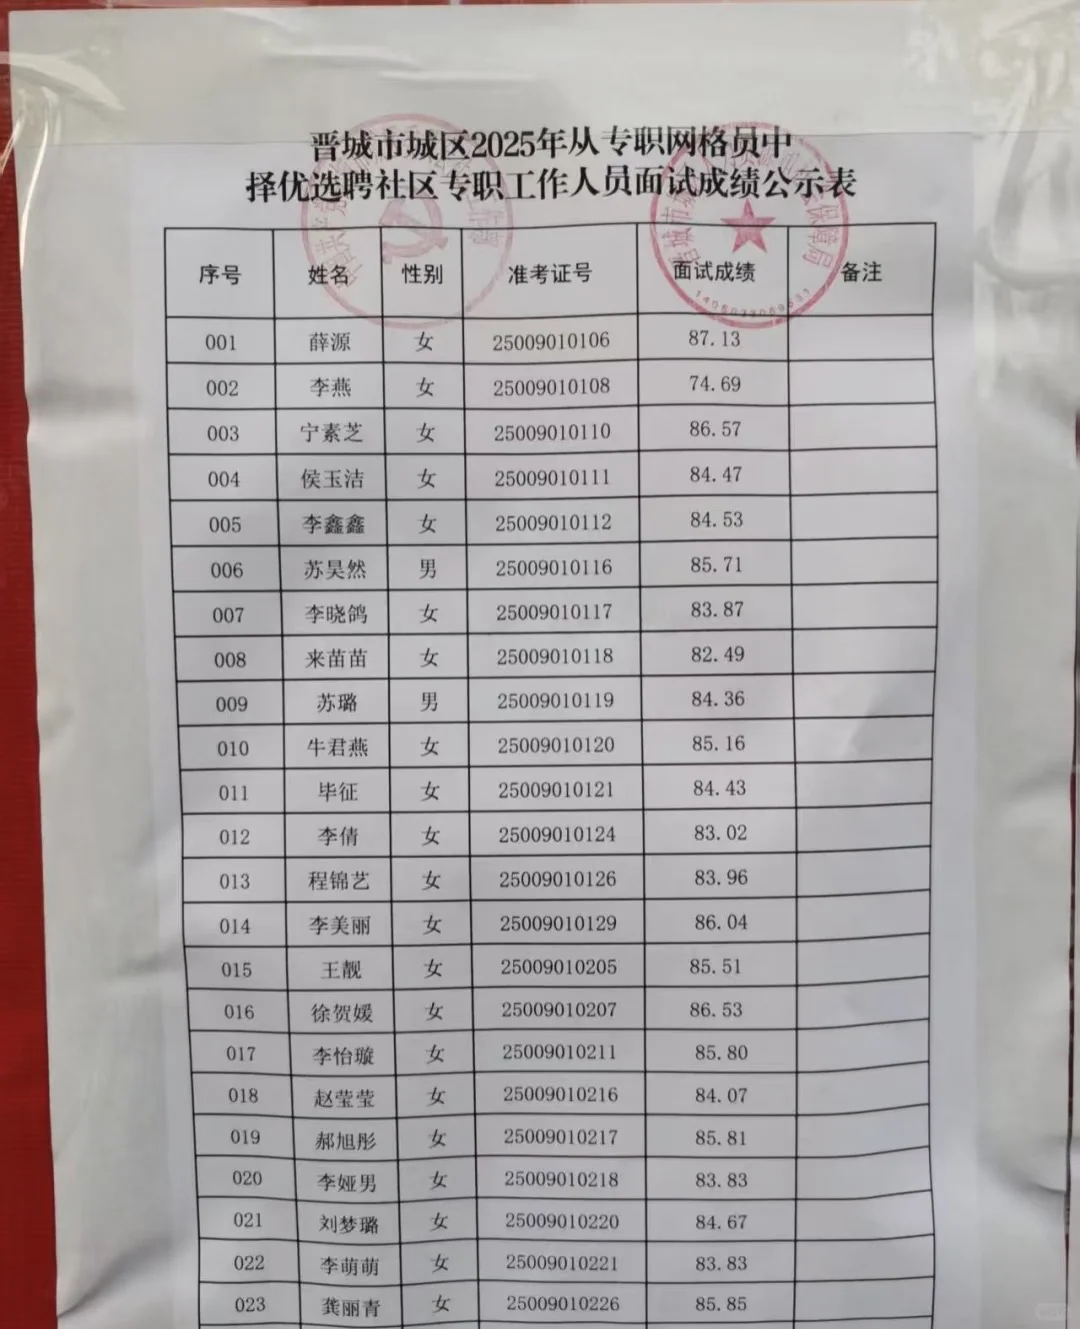 晋城市城区2025年从专职网格员中
择优选聘社区专职工作人员面试成绩公示表
序号 姓名 性别 准考证号 面试成绩 备注
001 薛源 女 25009010106 87.13
002 李燕 女 25009010108 74.69
003 宁素芝 女 25009010110 86.57
004 侯玉洁 女 25009010111 84.47
005 李鑫鑫 女 25009010112 84.53
006 苏昊然 男 25009010116 85.71
007 李晓鸽 女 25009010117 83.87
008 来苗苗 女 25009010118 82.49
009 苏璐 男 25009010119 84.36
010 牛君燕 女 25009010120 85.16
011 毕征 女 25009010121 84.43
012 李倩 女 25009010124 83.02
013 程锦艺 女 25009010126 83.96
014 李美丽 女 25009010129 86.04
015 王靓 女 25009010205 85.51
016 徐贺媛 女 25009010207 86.53
017 李怡璇 女 25009010211 85.80
018 赵莹莹 女 25009010216 84.07
019 郝旭彤 女 25009010217 85.81
020 李娅男 女 25009010218 83.83
021 刘梦璐 女 25009010220 84.67
022 李萌萌 女 25009010221 83.83
023 龚丽青 女 25009010226 85.85